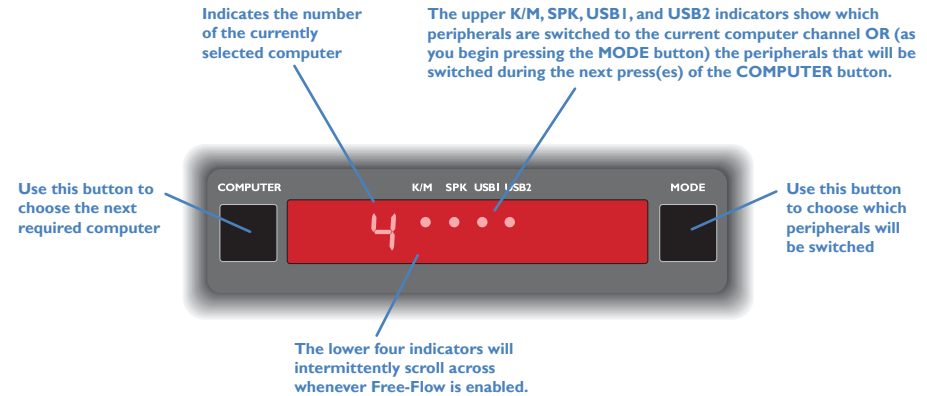 Indicates the number
of the currently
selected computer
The upper K/M, SPK, USB1, and USB2 indicators show which
peripherals are switched to the current computer channel OR (as
you begin pressing the MODE button) the peripherals that will be
switched during the next press(es) of the COMPUTER button.
Use this button to
choose the next
required computer
COMPUTER
K/M SPK USB1 USB2
MODE
4
Use this button
to choose which
peripherals will
be switched
The lower four indicators will
intermittently scroll across
whenever Free-Flow is enabled.